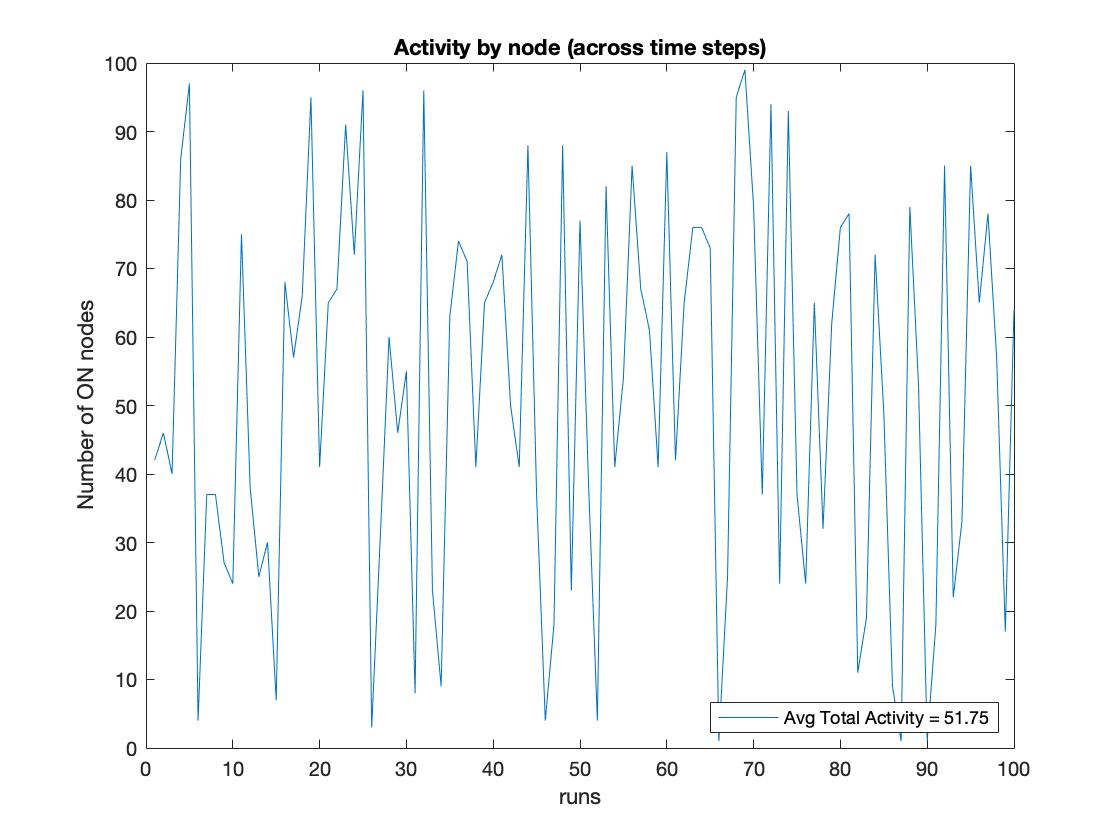 Activity by node (across time steps)
100
90
80
70
60
50
40
30
20
10
0
Number of ON nodes
Avg Total Activity = 51.75
0 10 20 30 40 50 60 70 80 90 100
runs